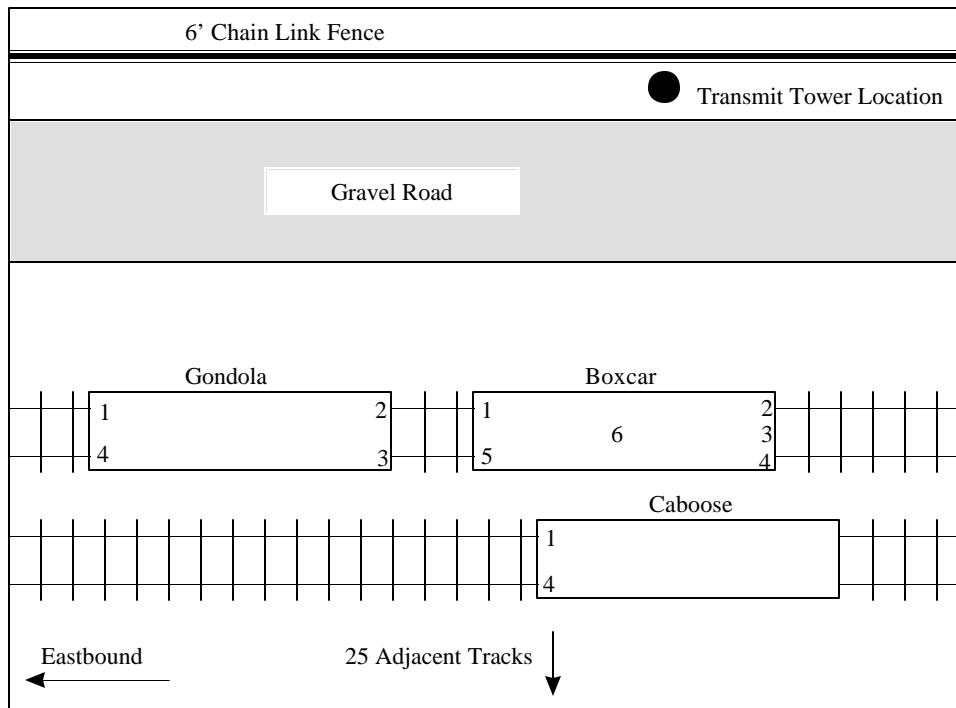 6’ Chain Link Fence
Transmit Tower Location
Gravel Road
Gondola
Boxcar
1 2 1 2
6 3
4 3 5 4
Caboose
1
4
Eastbound
25 Adjacent Tracks